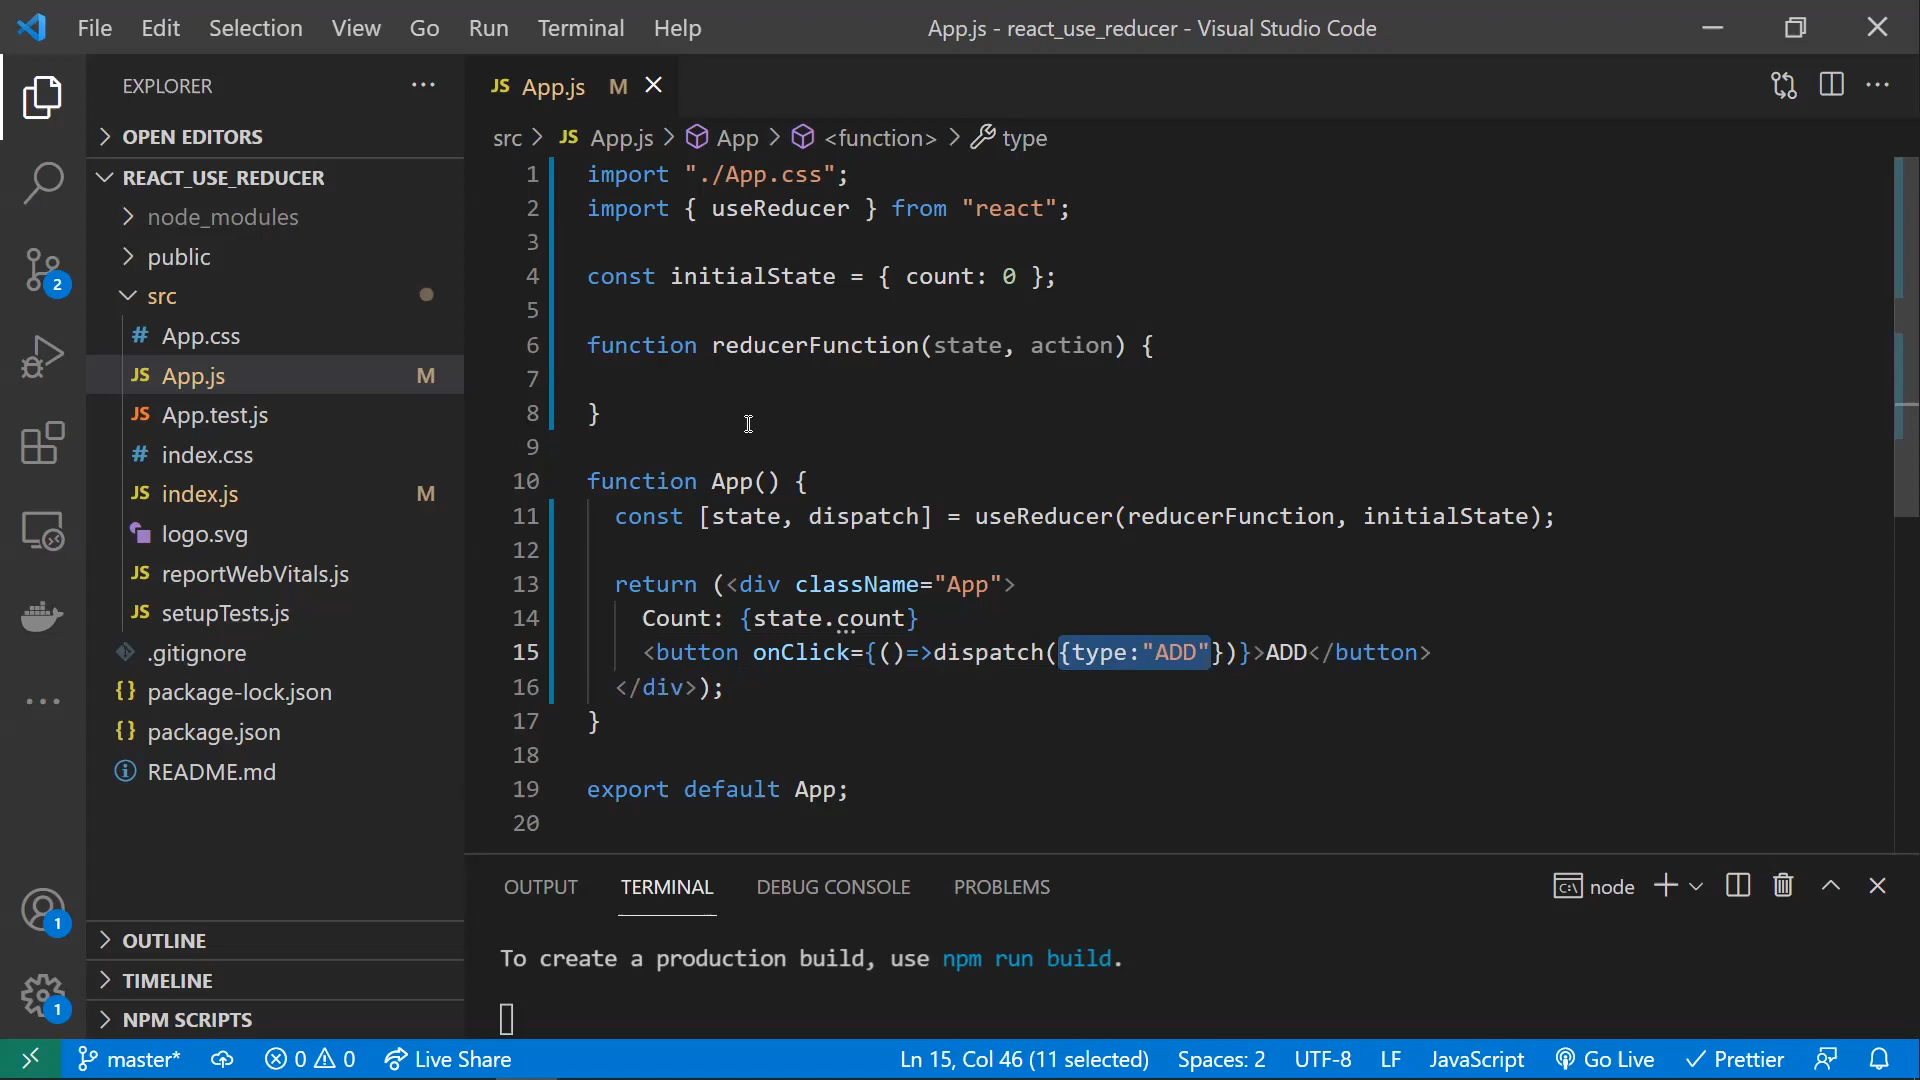 File Edit Selection View Go Run Terminal Help
App.js - react_use_reducer - Visual Studio Code
EXPLORER
OPEN EDITORS
REACT_USE_REDUCER
node_modules
public
src
# App.css
JS App.js M
JS App.test.js
# index.css
JS index.js M
logo.svg
JS reportWebVitals.js
JS setupTests.js
.gitignore
{} package-lock.json
{} package.json
README.md
OUTLINE
TIMELINE
NPM SCRIPTS
2
1
1
JS App.js M
src > JS App.js > App > <function> > type
1 import "./App.css";
2 import { useReducer } from "react";
3
4 const initialState = { count: 0 };
5
6 function reducerFunction(state, action) {
7
8 }
9
10 function App() {
11 const [state, dispatch] = useReducer(reducerFunction, initialState);
12
13 return (<div className="App">
14 Count: {state.count}
15 <button onClick={()=>dispatch({type:"ADD"})}>ADD</button>
16 </div>);
17 }
18
19 export default App;
20
OUTPUT TERMINAL DEBUG CONSOLE PROBLEMS
node
To create a production build, use npm run build.
master* 0 0 Live Share
Ln 15, Col 46 (11 selected) Spaces: 2 UTF-8 LF JavaScript Go Live Prettier